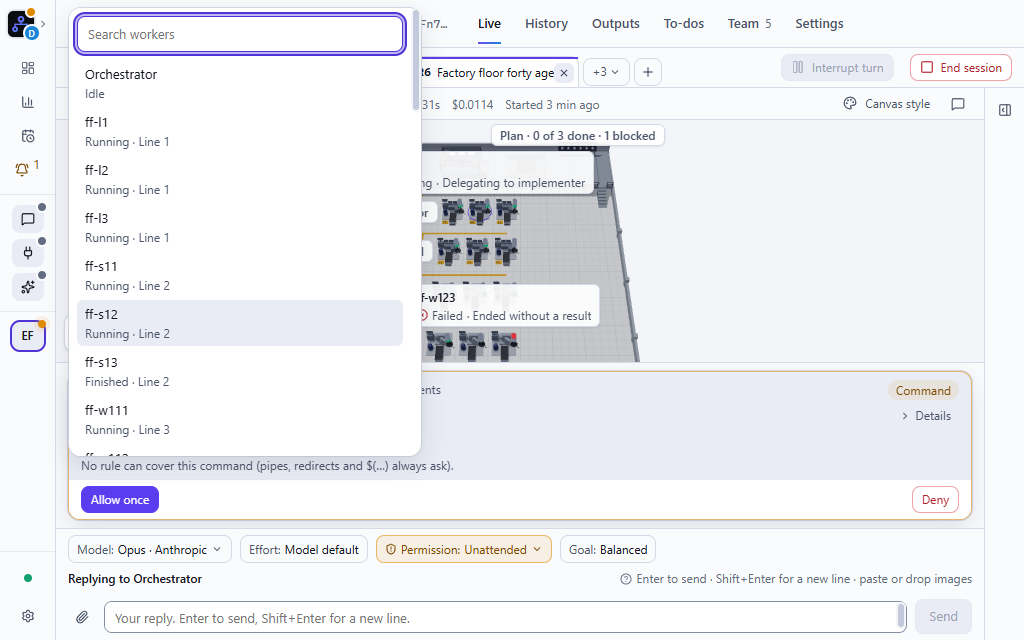 D
1
EF
Search workers
Orchestrator
Idle
ff-l1
Running · Line 1
ff-l2
Running · Line 1
ff-l3
Running · Line 1
ff-s11
Running · Line 2
ff-s12
Running · Line 2
ff-s13
Finished · Line 2
ff-w111
Running · Line 3
Fn7…
Live
History
Outputs
To-dos
Team 5
Settings
Factory floor forty age
+3
Interrupt turn
End session
31s $0.0114 Started 3 min ago
Canvas style
Plan · 0 of 3 done · 1 blocked
· Delegating to implementer
f-w123
Failed · Ended without a result
Command
Details
No rule can cover this command (pipes, redirects and $(...) always ask).
Allow once
Deny
Model: Opus · Anthropic
Effort: Model default
Permission: Unattended
Goal: Balanced
Replying to Orchestrator
Enter to send · Shift+Enter for a new line · paste or drop images
Your reply. Enter to send, Shift+Enter for a new line.
Send